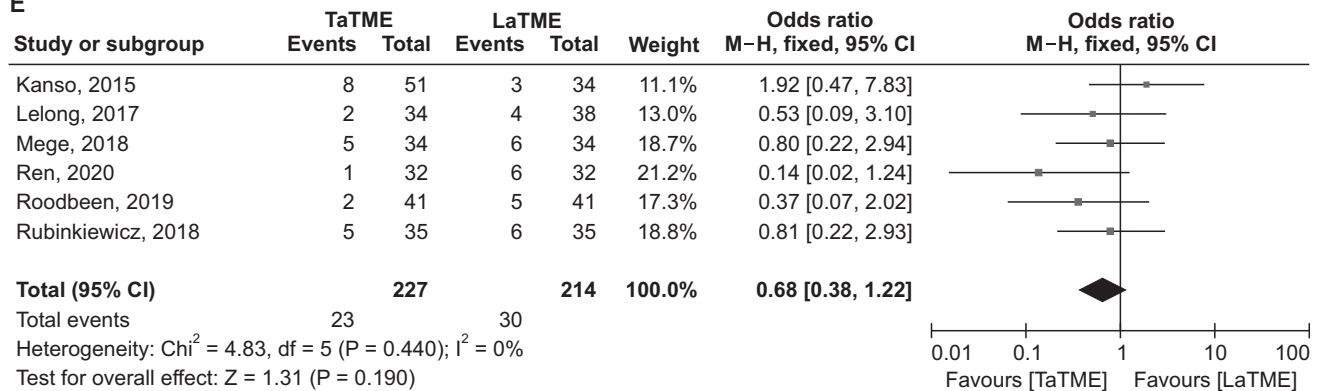 E
TaTME LaTME Odds ratio Odds ratio
Study or subgroup Events Total Events Total Weight M−H, fixed, 95% CI M−H, fixed, 95% CI
Kanso, 2015 8 51 3 34 11.1% 1.92 [0.47, 7.83]
Lelong, 2017 2 34 4 38 13.0% 0.53 [0.09, 3.10]
Mege, 2018 5 34 6 34 18.7% 0.80 [0.22, 2.94]
Ren, 2020 1 32 6 32 21.2% 0.14 [0.02, 1.24]
Roodbeen, 2019 2 41 5 41 17.3% 0.37 [0.07, 2.02]
Rubinkiewicz, 2018 5 35 6 35 18.8% 0.81 [0.22, 2.93]
Total (95% CI) 227 214 100.0% 0.68 [0.38, 1.22]
Total events 23 30
Heterogeneity: Chi² = 4.83, df = 5 (P = 0.440); I² = 0%
Test for overall effect: Z = 1.31 (P = 0.190)
0.01 0.1 1 10 100
Favours [TaTME] Favours [LaTME]